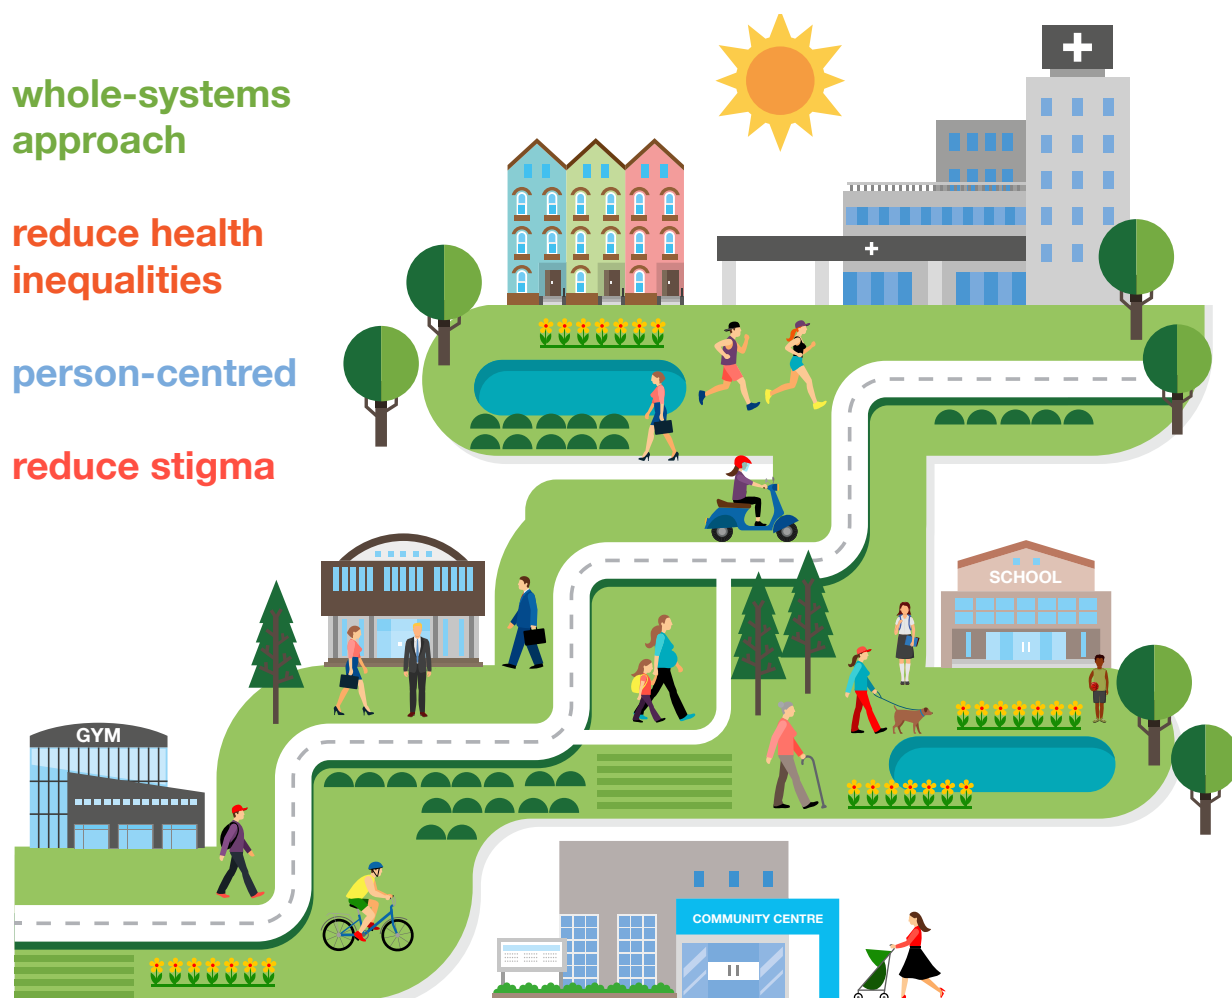 whole-systems
approach
reduce health
inequalities
person-centred
reduce stigma
SCHOOL
GYM
COMMUNITY CENTRE